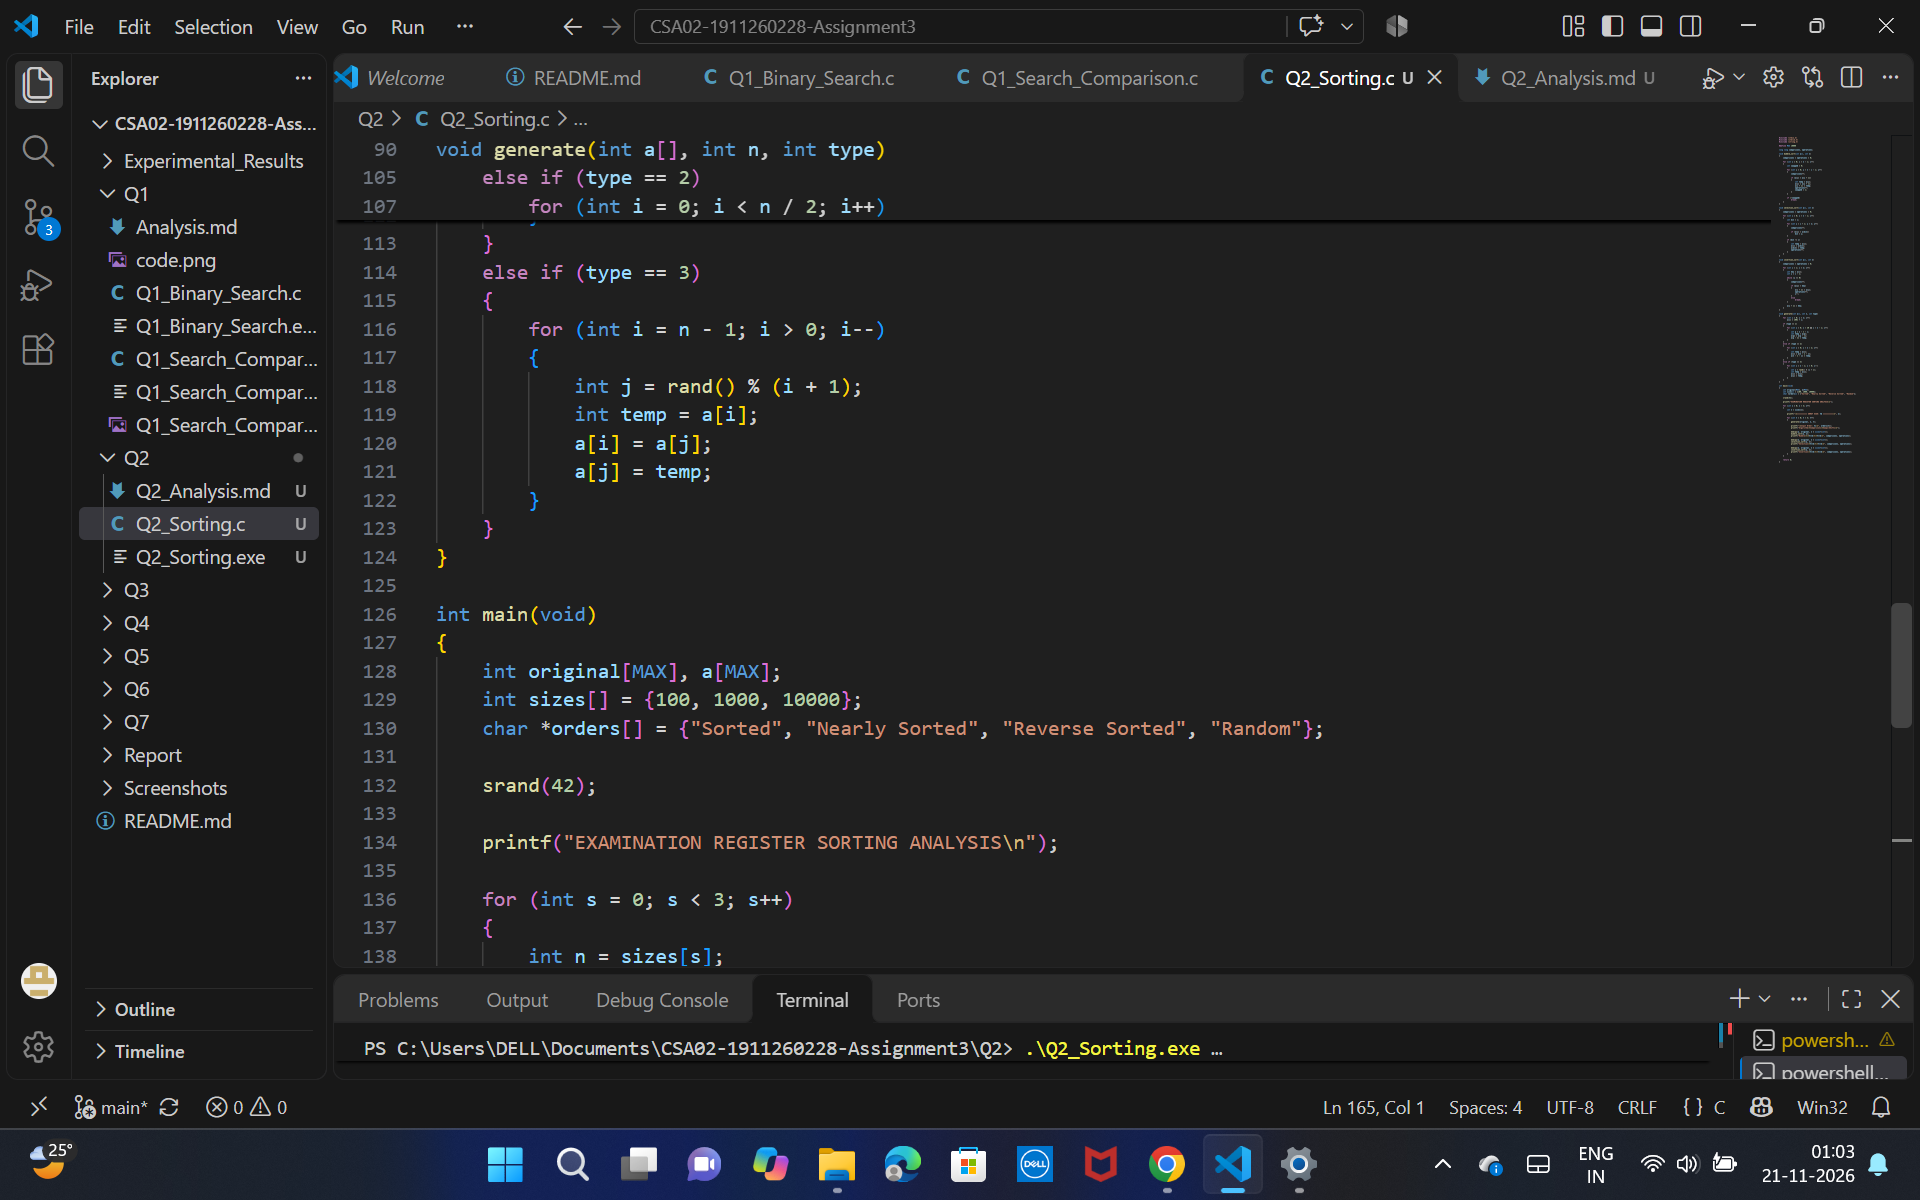 File Edit Selection View Go Run ...
CSA02-1911260228-Assignment3
Explorer ...
CSA02-1911260228-Ass...
Experimental_Results
Q1
Analysis.md
code.png
Q1_Binary_Search.c
Q1_Binary_Search.e...
Q1_Search_Compar...
Q1_Search_Compar...
Q1_Search_Compar...
Q2
Q2_Analysis.md U
Q2_Sorting.c U
Q2_Sorting.exe U
Q3
Q4
Q5
Q6
Q7
Report
Screenshots
README.md
Outline
Timeline
3
Welcome README.md Q1_Binary_Search.c Q1_Search_Comparison.c Q2_Sorting.c U Q2_Analysis.md U
Q2 > C Q2_Sorting.c > ...
90 void generate(int a[], int n, int type)
105 else if (type == 2)
107 for (int i = 0; i < n / 2; i++)
113 }
114 else if (type == 3)
115 {
116 for (int i = n - 1; i > 0; i--)
117 {
118 int j = rand() % (i + 1);
119 int temp = a[i];
120 a[i] = a[j];
121 a[j] = temp;
122 }
123 }
124 }
125
126 int main(void)
127 {
128 int original[MAX], a[MAX];
129 int sizes[] = {100, 1000, 10000};
130 char *orders[] = {"Sorted", "Nearly Sorted", "Reverse Sorted", "Random"};
131
132 srand(42);
133
134 printf("EXAMINATION REGISTER SORTING ANALYSIS\n");
135
136 for (int s = 0; s < 3; s++)
137 {
138 int n = sizes[s];
Problems Output Debug Console Terminal Ports
PS C:\Users\DELL\Documents\CSA02-1911260228-Assignment3\Q2> .\Q2_Sorting.exe ...
powersh...
powershell...
main* 0 0
Ln 165, Col 1 Spaces: 4 UTF-8 CRLF { } C Win32
25°
DELL
ENG
IN
01:03
21-11-2026